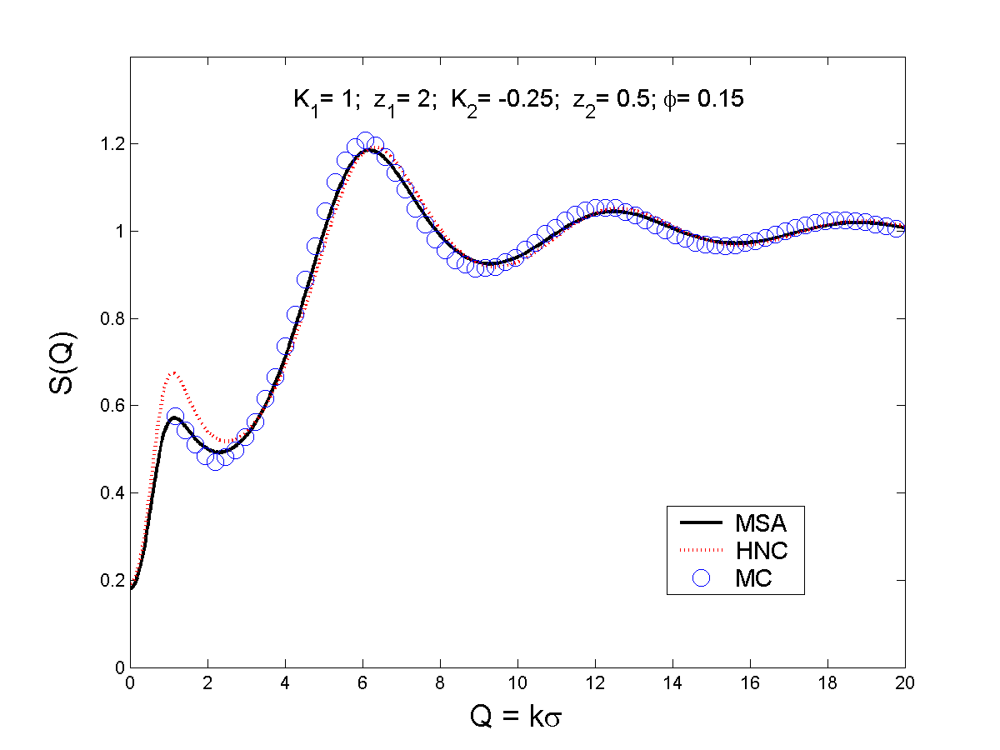 K₁= 1; z₁= 2; K₂= -0.25; z₂= 0.5; ϕ= 0.15
1.2
1
0.8
0.6
0.4
0.2
0
S(Q)
MSA
HNC
MC
0 2 4 6 8 10 12 14 16 18 20
Q = kσ